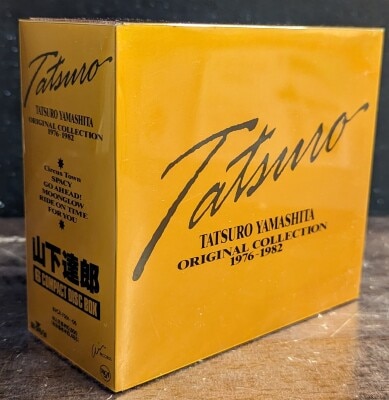 Tatsuro
TATSURO YAMASHITA
ORIGINAL COLLECTION
1976-1982
Circus Town
SPACY
GO AHEAD!
MOONGLOW
RIDE ON TIME
FOR YOU
山下達郎
COMPACT DISC BOX
Tatsuro
TATSURO YAMASHITA
ORIGINAL COLLECTION
1976-1982